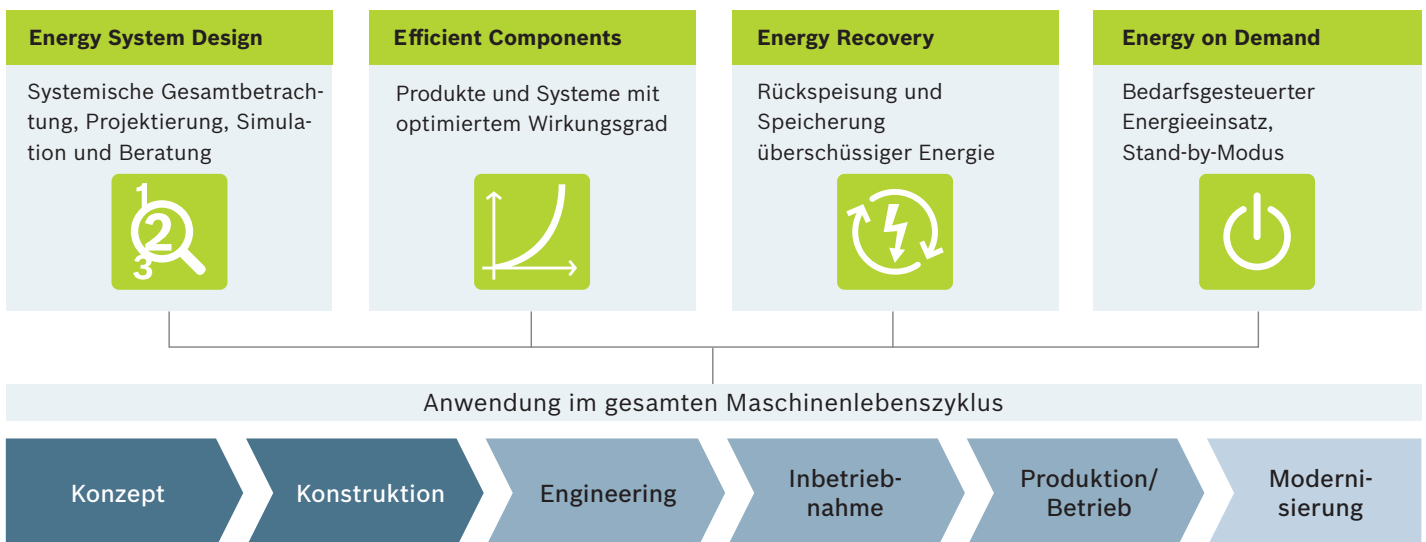 Energy System Design
Systemische Gesamtbetrach-
tung, Projektierung, Simula-
tion und Beratung
1
2
3
Efficient Components
Produkte und Systeme mit
optimiertem Wirkungsgrad
Energy Recovery
Rückspeisung und
Speicherung
überschüssiger Energie
Energy on Demand
Bedarfsgesteuerter
Energieeinsatz,
Stand-by-Modus
Anwendung im gesamten Maschinenlebenszyklus
Konzept
Konstruktion
Engineering
Inbetrieb-
nahme
Produktion/
Betrieb
Moderni-
sierung